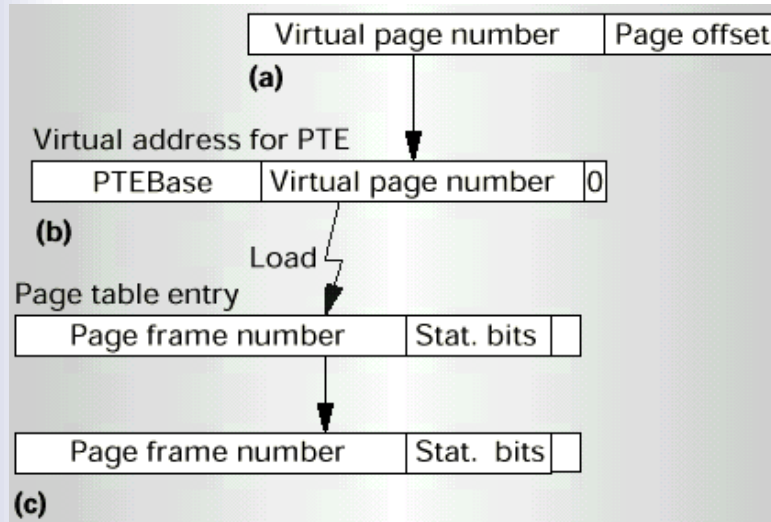 Virtual page number Page offset
(a)
Virtual address for PTE
PTEBase Virtual page number 0
(b)
Load
Page table entry
Page frame number Stat. bits
Page frame number Stat. bits
(c)